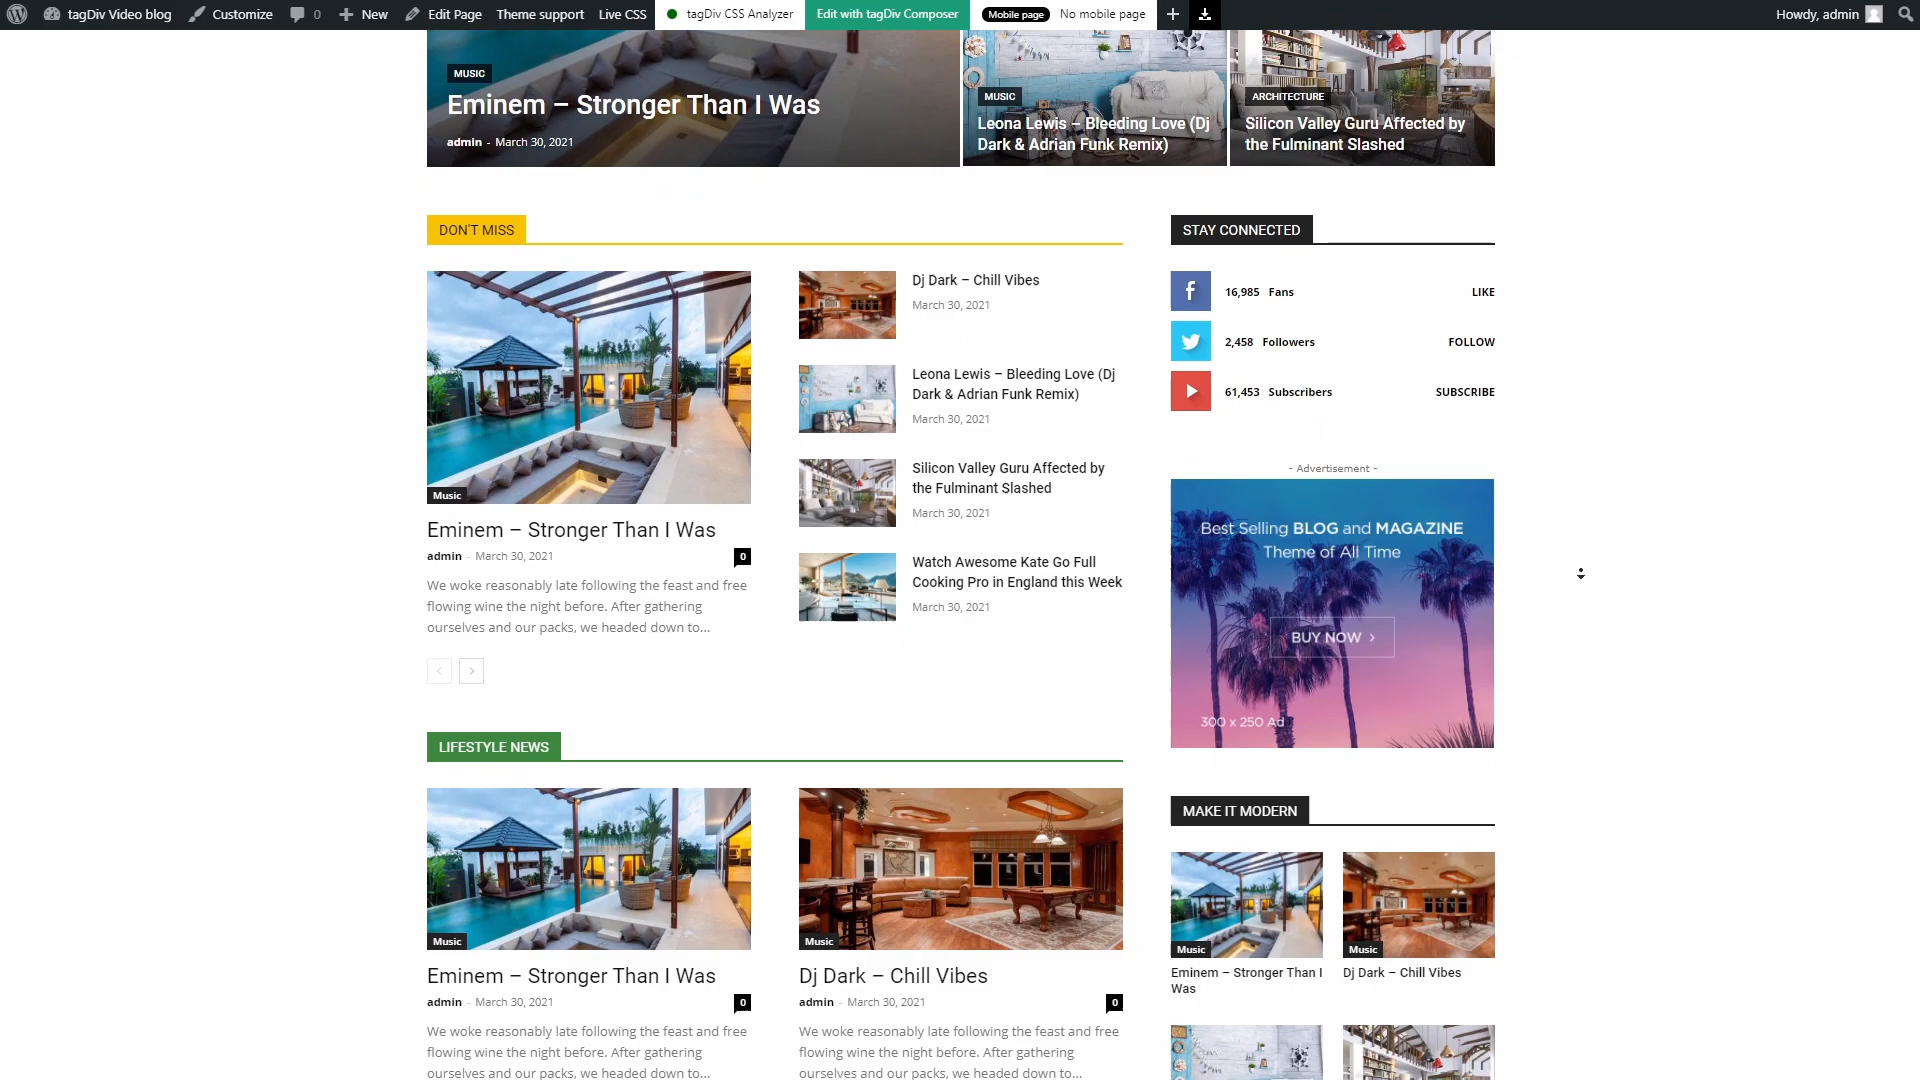 tagDiv Video blog
Customize
0
New
Edit Page
Theme support
Live CSS
tagDiv CSS Analyzer
Edit with tagDiv Composer
Mobile page
No mobile page
Howdy, admin
MUSIC
Eminem – Stronger Than I Was
admin - March 30, 2021
MUSIC
Leona Lewis – Bleeding Love (Dj
Dark & Adrian Funk Remix)
ARCHITECTURE
Silicon Valley Guru Affected by
the Fulminant Slashed
DON'T MISS
Music
Eminem – Stronger Than I Was
admin - March 30, 2021
0
We woke reasonably late following the feast and free
flowing wine the night before. After gathering
ourselves and our packs, we headed down to...
Dj Dark – Chill Vibes
March 30, 2021
Leona Lewis – Bleeding Love (Dj
Dark & Adrian Funk Remix)
March 30, 2021
Silicon Valley Guru Affected by
the Fulminant Slashed
March 30, 2021
Watch Awesome Kate Go Full
Cooking Pro in England this Week
March 30, 2021
STAY CONNECTED
16,985 Fans
LIKE
2,458 Followers
FOLLOW
61,453 Subscribers
SUBSCRIBE
- Advertisement -
Best Selling BLOG and MAGAZINE
Theme of All Time
BUY NOW >
300 x 250 Ad
LIFESTYLE NEWS
Music
Eminem – Stronger Than I Was
admin - March 30, 2021
0
We woke reasonably late following the feast and free
flowing wine the night before. After gathering
ourselves and our packs, we headed down to...
Music
Dj Dark – Chill Vibes
admin - March 30, 2021
0
We woke reasonably late following the feast and free
flowing wine the night before. After gathering
ourselves and our packs, we headed down to...
MAKE IT MODERN
Music
Eminem – Stronger Than I
Was
Music
Dj Dark – Chill Vibes